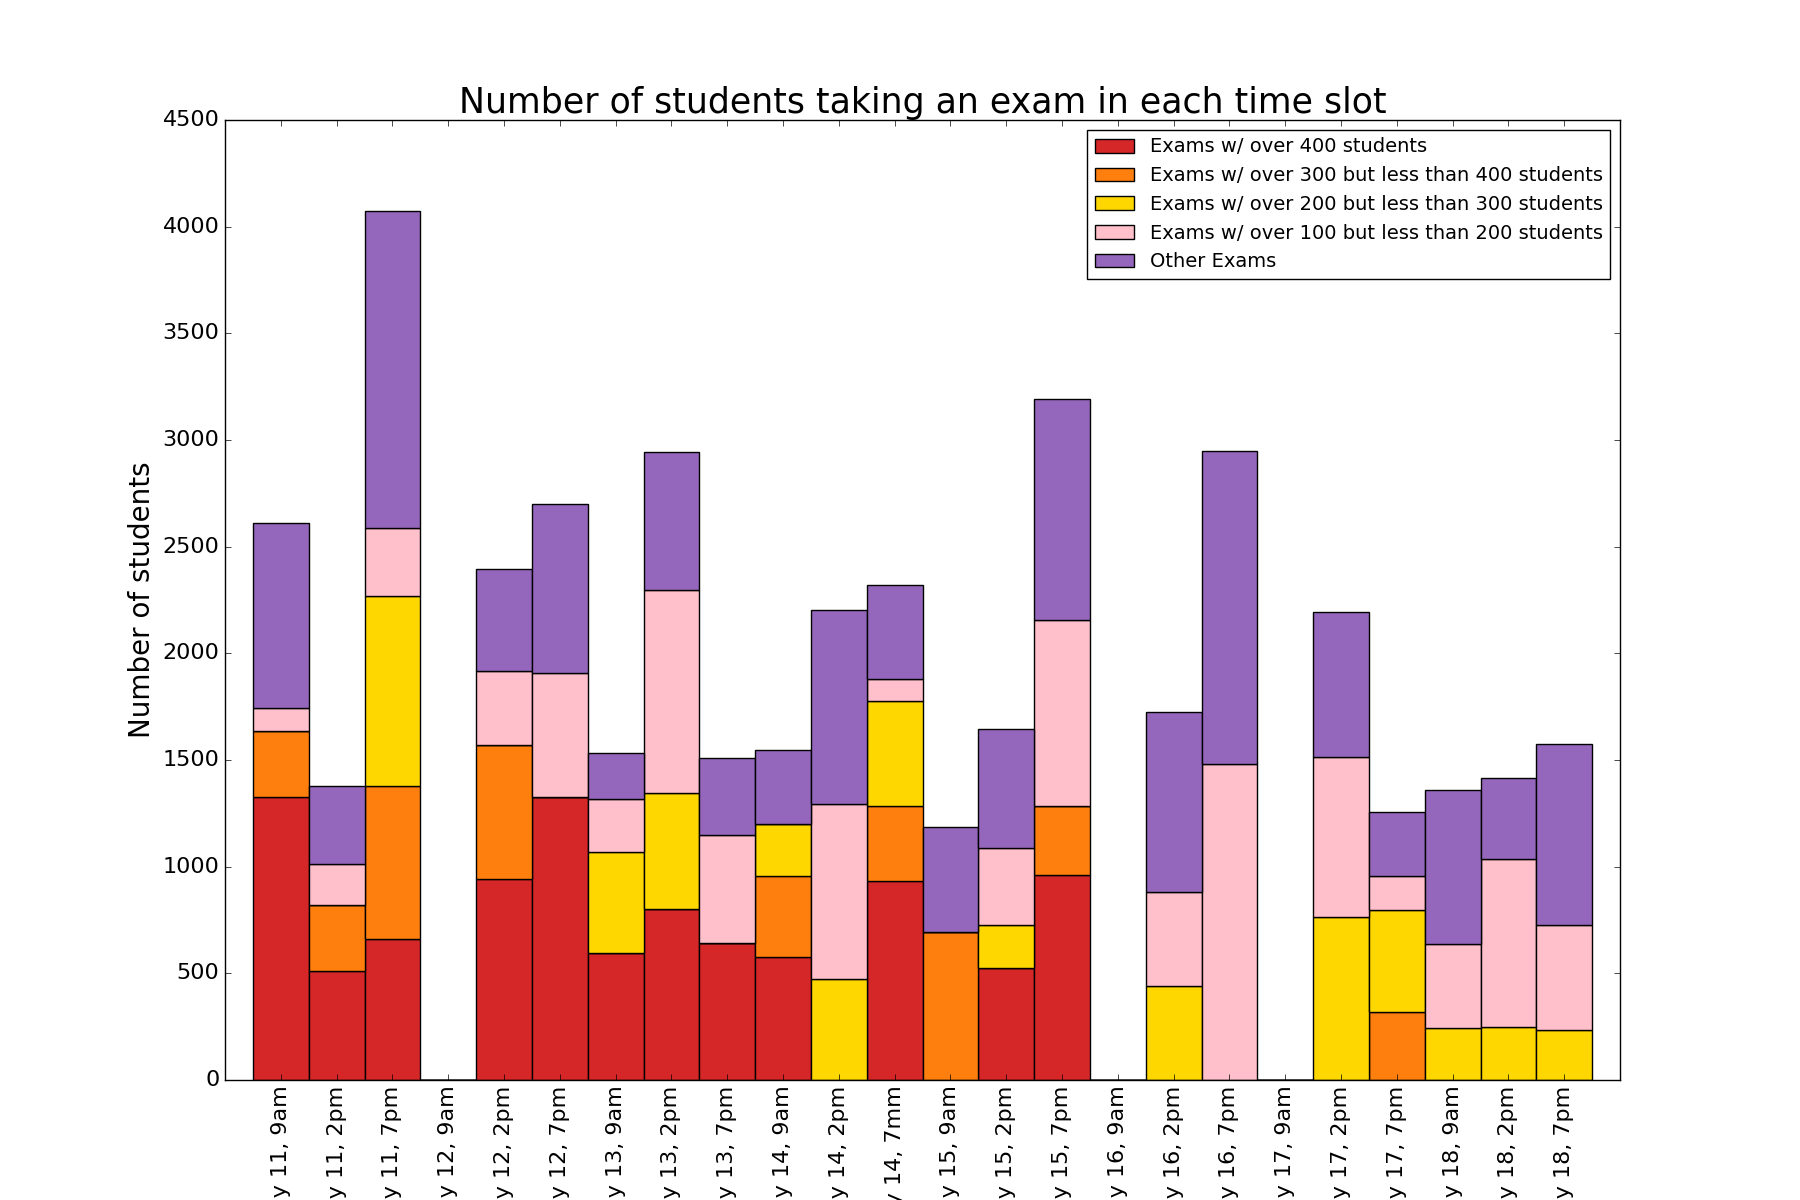 Number of students taking an exam in each time slot
Exams w/ over 400 students
Exams w/ over 300 but less than 400 students
Exams w/ over 200 but less than 300 students
Exams w/ over 100 but less than 200 students
Other Exams
Number of students
4500
4000
3500
3000
2500
2000
1500
1000
500
0
y 11, 9am
y 11, 2pm
y 11, 7pm
y 12, 9am
y 12, 2pm
y 12, 7pm
y 13, 9am
y 13, 2pm
y 13, 7pm
y 14, 9am
y 14, 2pm
y 14, 7mm
y 15, 9am
y 15, 2pm
y 15, 7pm
y 16, 9am
y 16, 2pm
y 16, 7pm
y 17, 9am
y 17, 2pm
y 17, 7pm
y 18, 9am
y 18, 2pm
y 18, 7pm